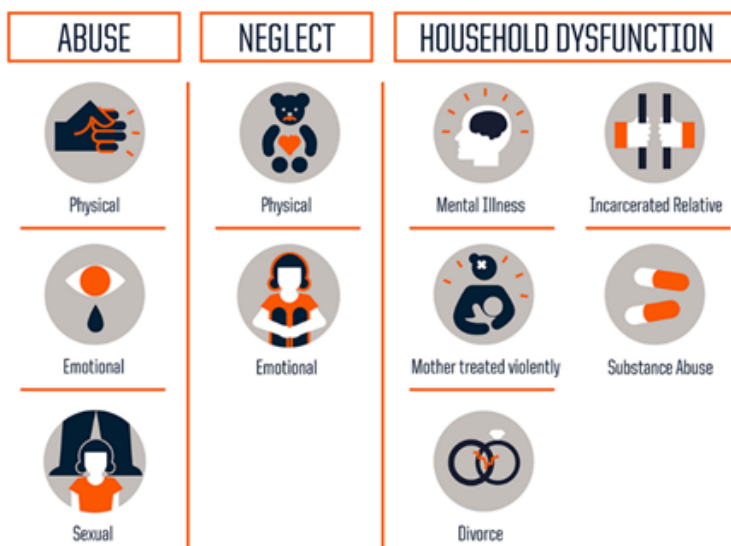 ABUSE
NEGLECT
HOUSEHOLD DYSFUNCTION
Physical
Emotional
Sexual
Physical
Emotional
Mental Illness
Incarcerated Relative
Mother treated violently
Substance Abuse
Divorce